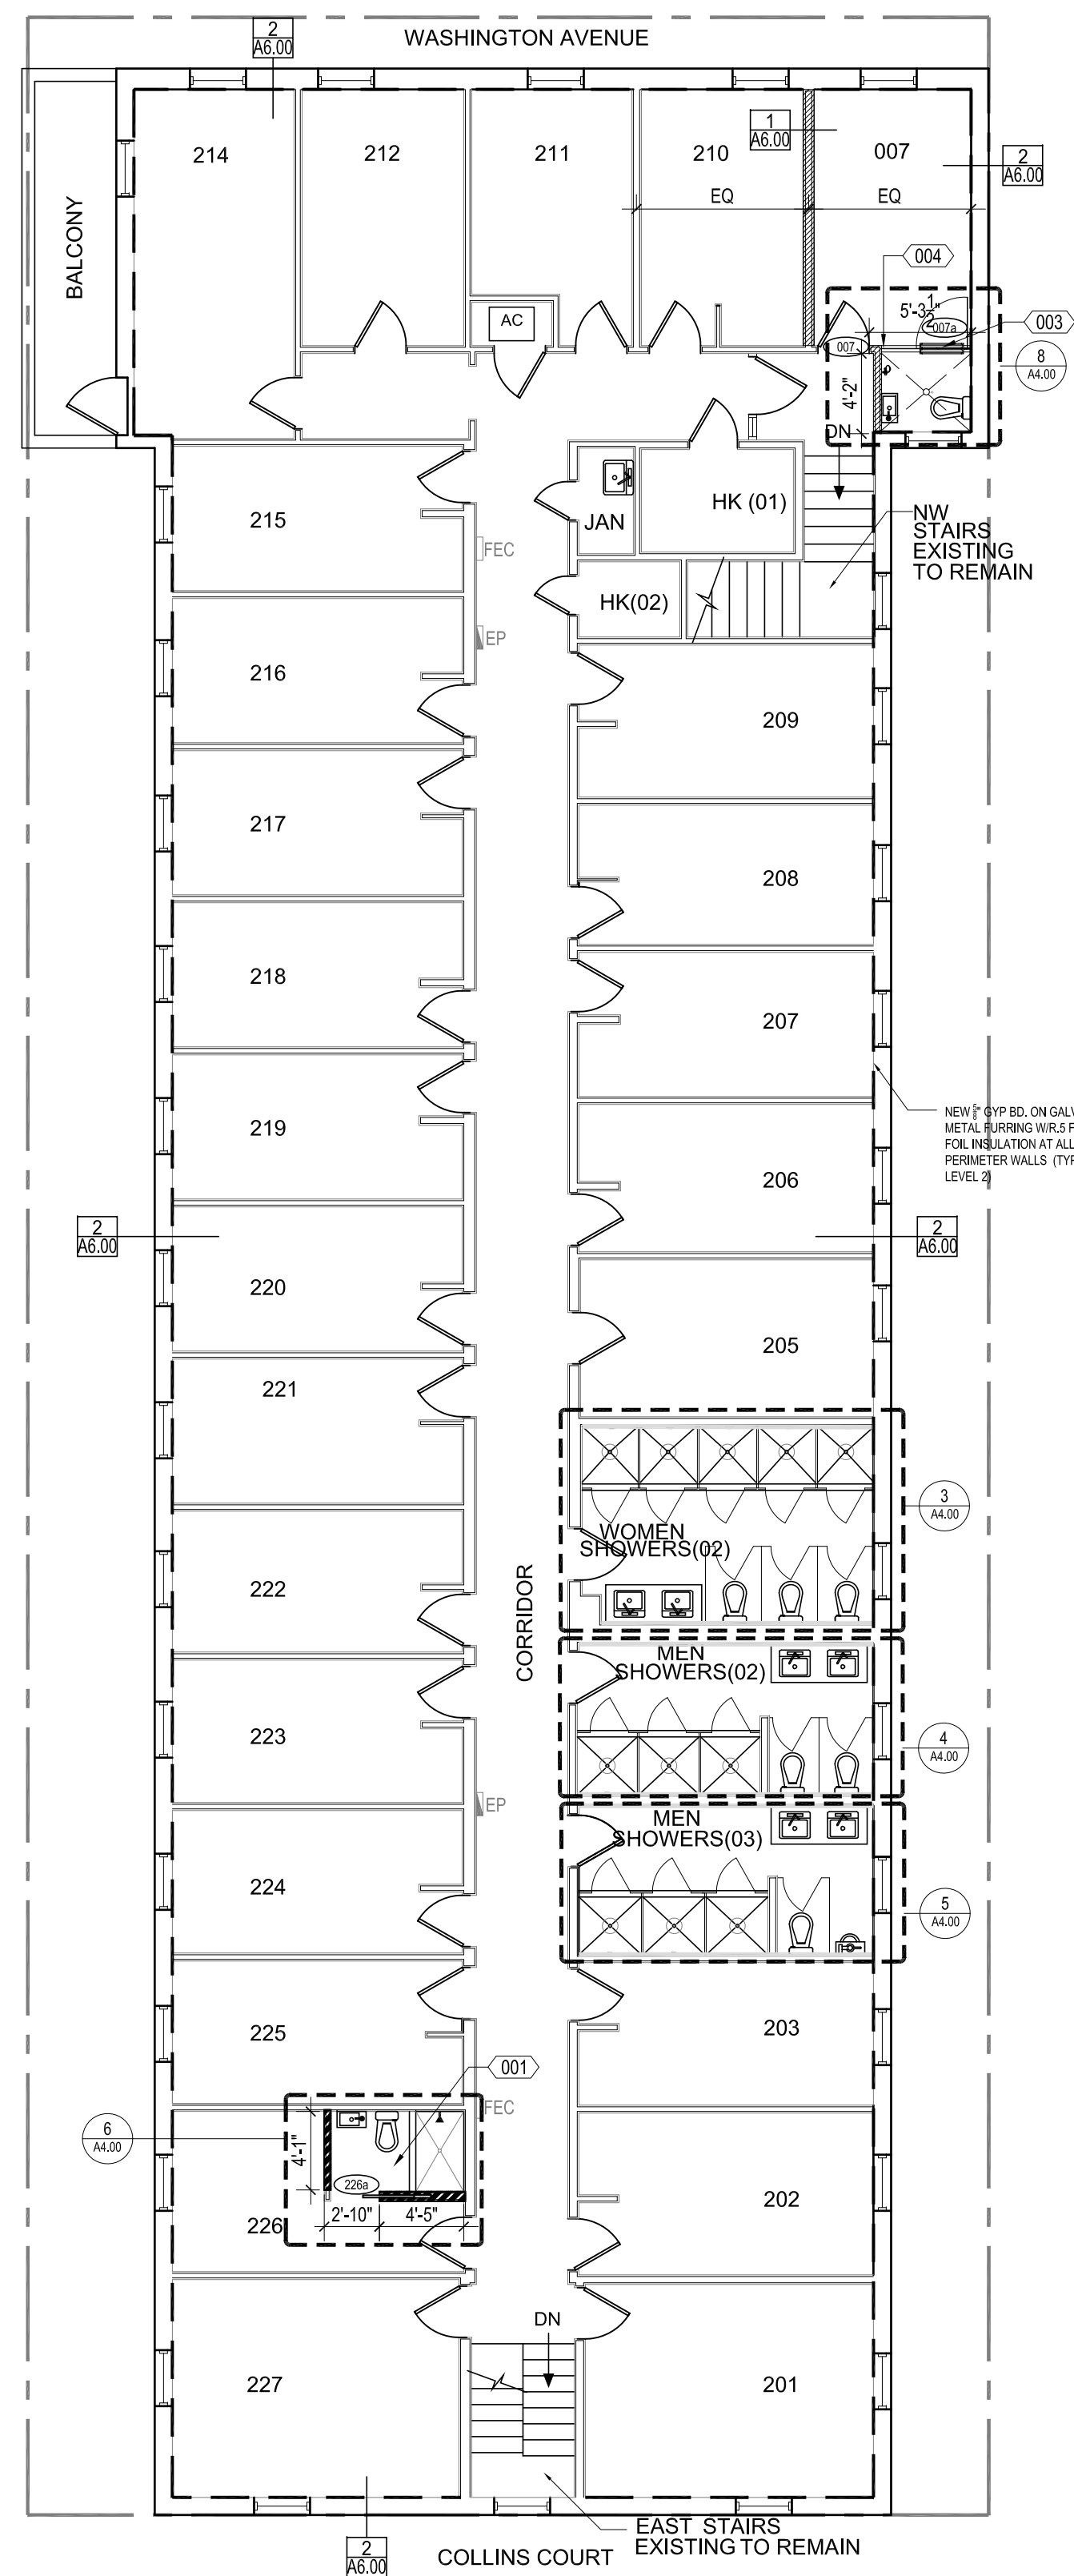 WASHINGTON AVENUE
2
A6.00
214
212
211
210
1
A6.00
007
2
A6.00
EQ
EQ
BALCONY
004
5'-3 1/2"
007a
003
AC
007
8
A4.00
4'-2"
DN
215
FEC
JAN
HK (01)
NW
STAIRS
EXISTING
TO REMAIN
HK(02)
EP
216
209
217
208
218
207
NEW 5/8" GYP BD. ON GALV
METAL FURRING W/R.5 F
FOIL INSULATION AT ALL
PERIMETER WALLS (TYP
LEVEL 2)
219
206
2
A6.00
2
A6.00
220
205
221
3
A4.00
WOMEN
SHOWERS(02)
222
CORRIDOR
MEN
SHOWERS(02)
223
4
A4.00
EP
MEN
SHOWERS(03)
224
5
A4.00
225
203
001
FEC
6
A4.00
4'-1"
226a
2'-10"
4'-5"
226
202
DN
227
201
EAST STAIRS
EXISTING TO REMAIN
2
A6.00
COLLINS COURT